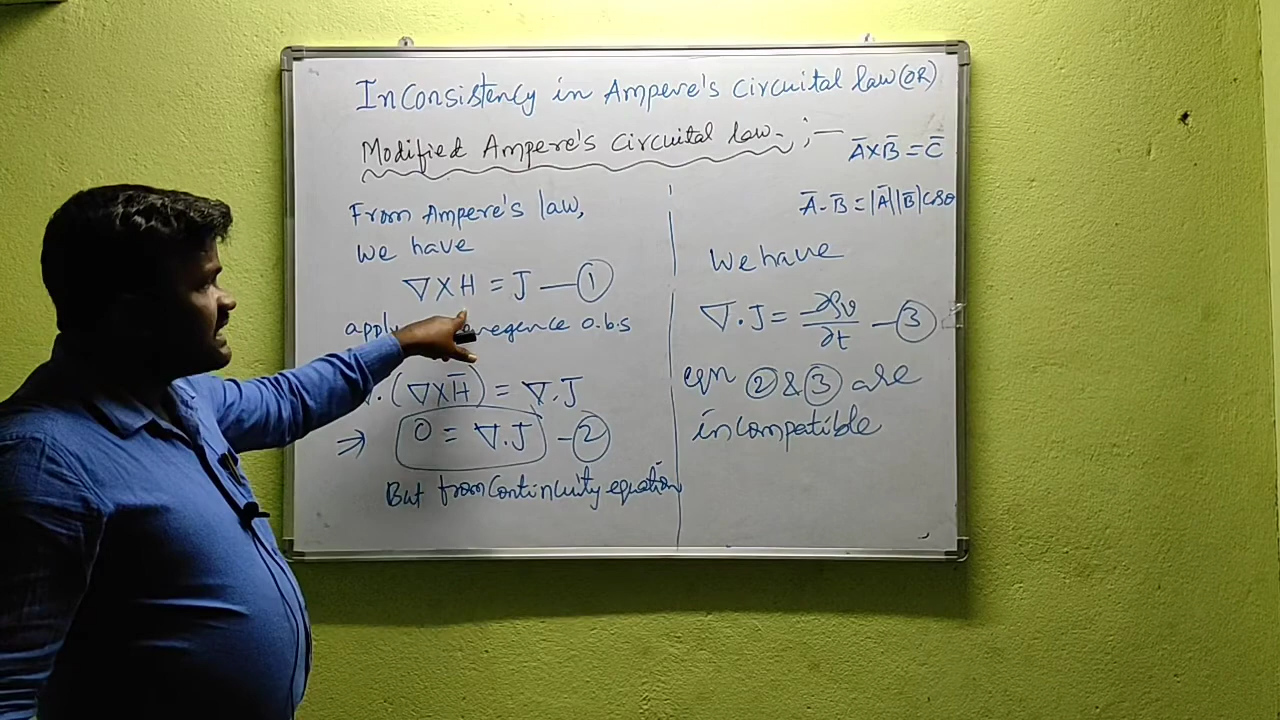 Inconsistency in Ampere's circuital law (OR)
Modified Ampere's circuital law. ;—
A̅ X B̅ = C̅
A̅ . B̅ = |A̅| |B̅| cosθ
From Ampere's law,
we have
∇ X H = J — ①
apply o.b.s
. (∇ X H̅) = ∇ . J
⇒ 0 = ∇ . J — ②
But from continuity equation
We have
∇ . J = -∂ρv/∂t — ③
eqn ② & ③ are
incompatible